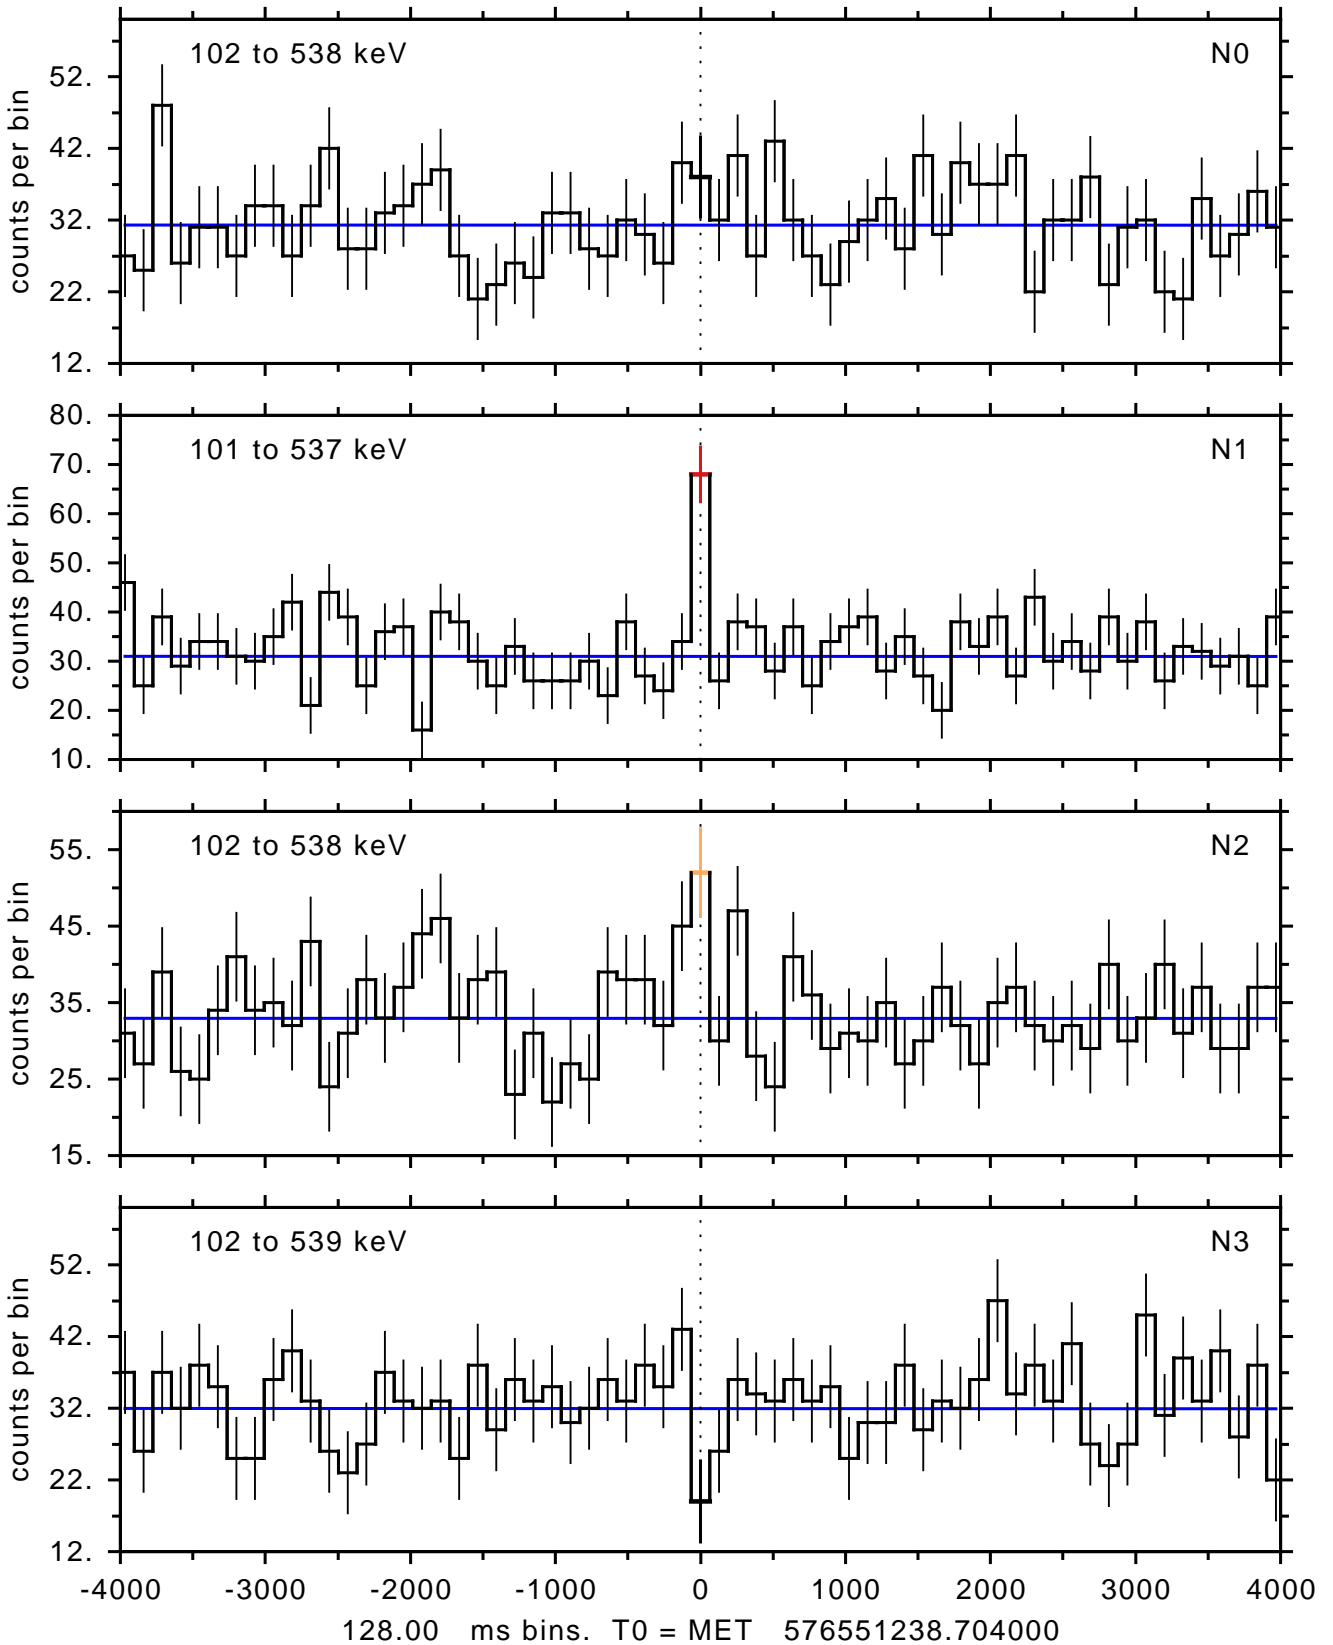 102 to 538 keV N0
counts per bin
52.
42.
32.
22.
12.
101 to 537 keV N1
counts per bin
80.
70.
60.
50.
40.
30.
20.
10.
102 to 538 keV N2
counts per bin
55.
45.
35.
25.
15.
102 to 539 keV N3
counts per bin
52.
42.
32.
22.
12.
-4000 -3000 -2000 -1000 0 1000 2000 3000 4000
128.00 ms bins. T0 = MET 576551238.704000